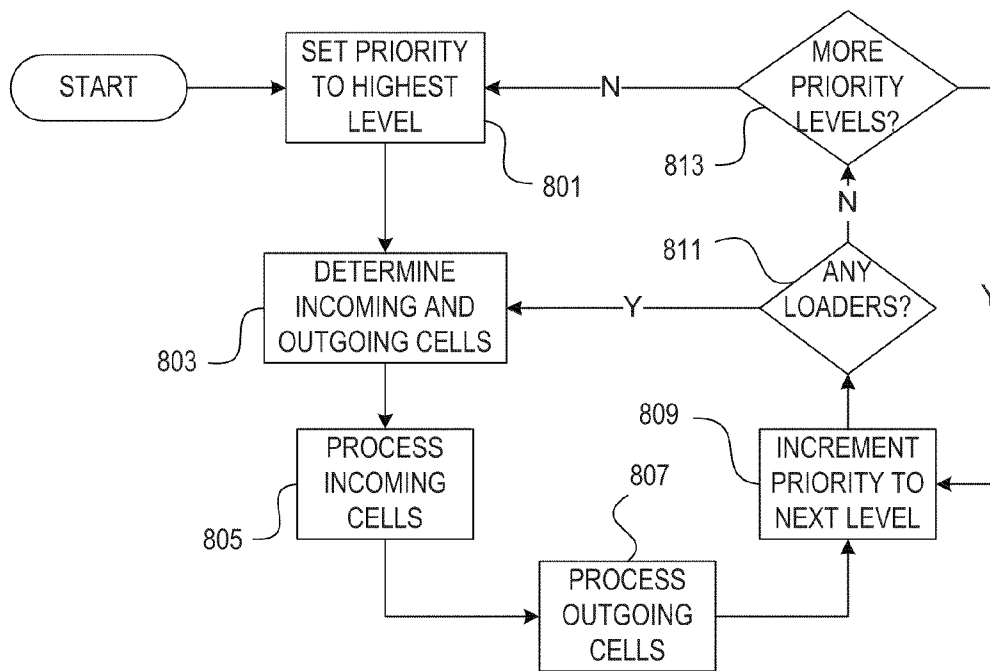 START
SET PRIORITY
TO HIGHEST
LEVEL
801
N
MORE
PRIORITY
LEVELS?
813
N
811
ANY
LOADERS?
Y
Y
DETERMINE
INCOMING AND
OUTGOING CELLS
803
PROCESS
INCOMING
CELLS
805
807
PROCESS
OUTGOING
CELLS
809
INCREMENT
PRIORITY TO
NEXT LEVEL